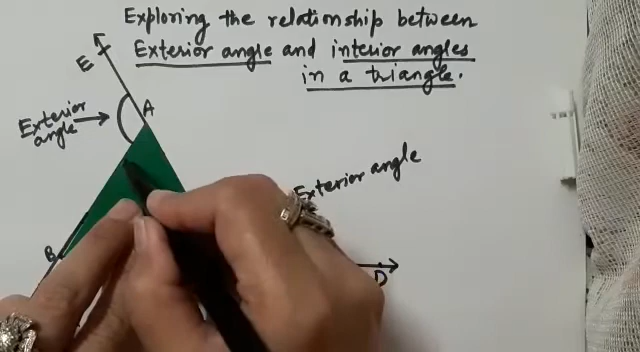 Exploring the relationship between
Exterior angle and interior angles
in a triangle.
E
A
Exterior
angle
Exterior angle
B
D